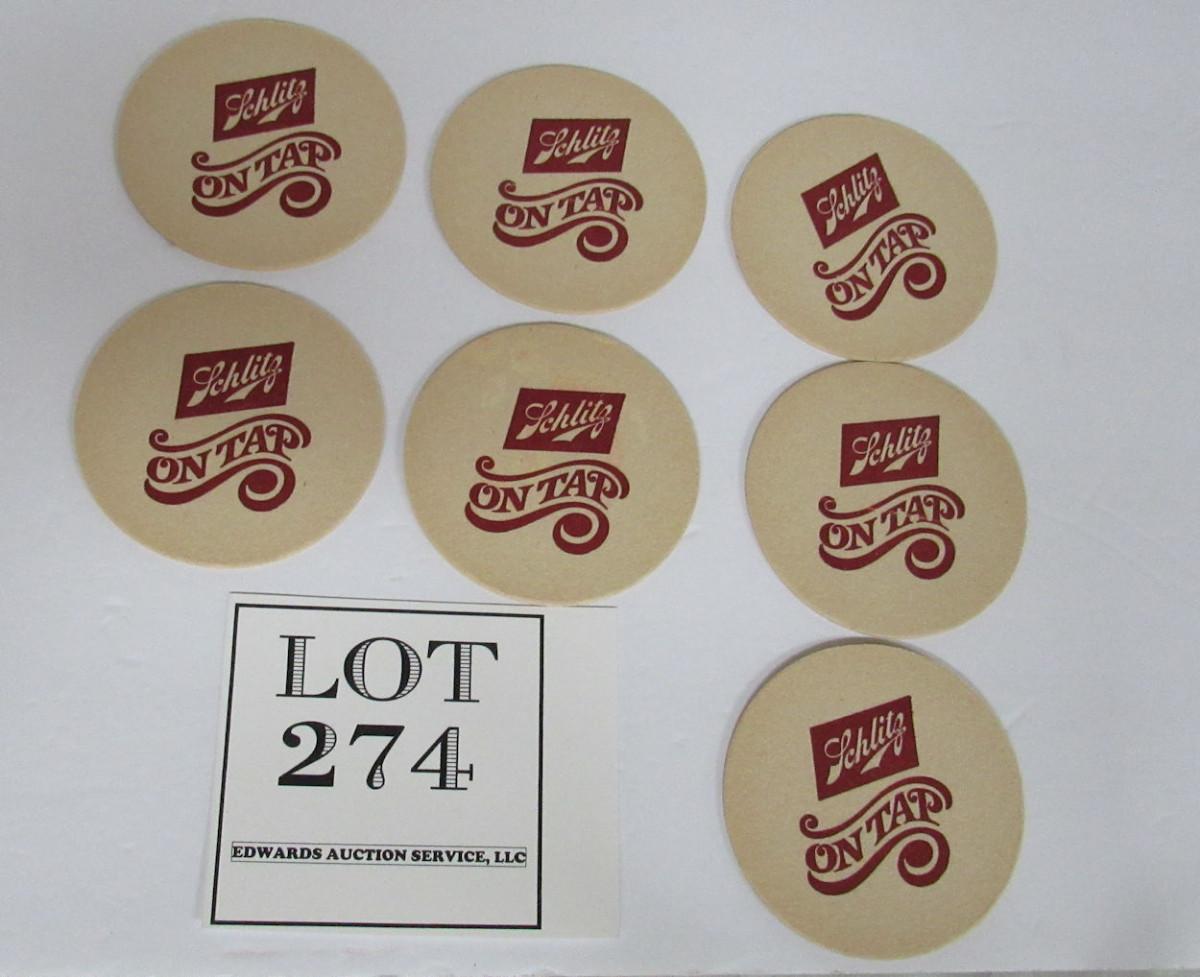 Schlitz
ON TAP
Schlitz
ON TAP
Schlitz
ON TAP
Schlitz
ON TAP
Schlitz
ON TAP
Schlitz
ON TAP
LOT
274
EDWARDS AUCTION SERVICE, LLC
Schlitz
ON TAP